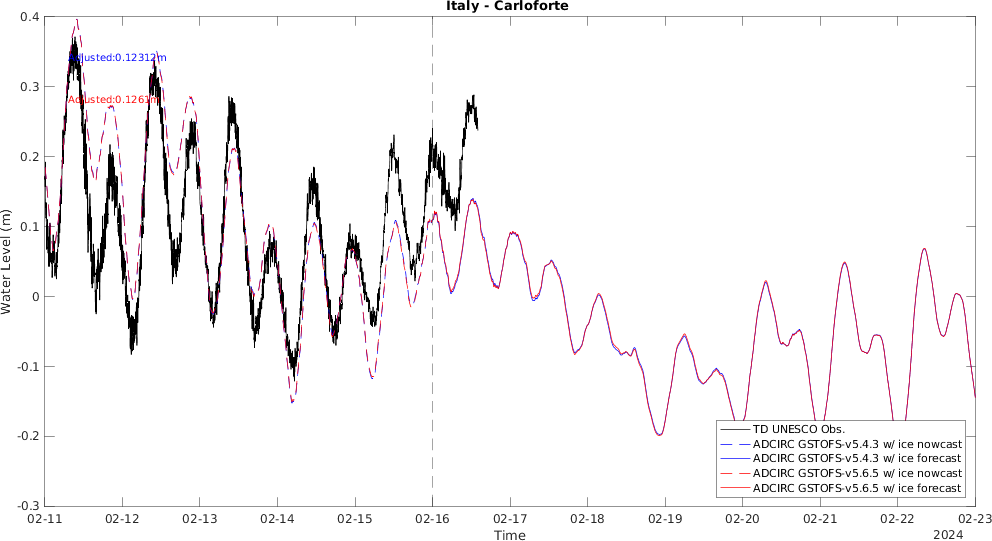 Italy - Carloforte
0.4
0.3
0.2
0.1
0
-0.1
-0.2
-0.3
Water Level (m)
Adjusted:0.12312m
Adjusted:0.1261m
TD UNESCO Obs.
ADCIRC GSTOFS-v5.4.3 w/ ice nowcast
ADCIRC GSTOFS-v5.4.3 w/ ice forecast
ADCIRC GSTOFS-v5.6.5 w/ ice nowcast
ADCIRC GSTOFS-v5.6.5 w/ ice forecast
02-11 02-12 02-13 02-14 02-15 02-16 02-17 02-18 02-19 02-20 02-21 02-22 02-23
Time
2024